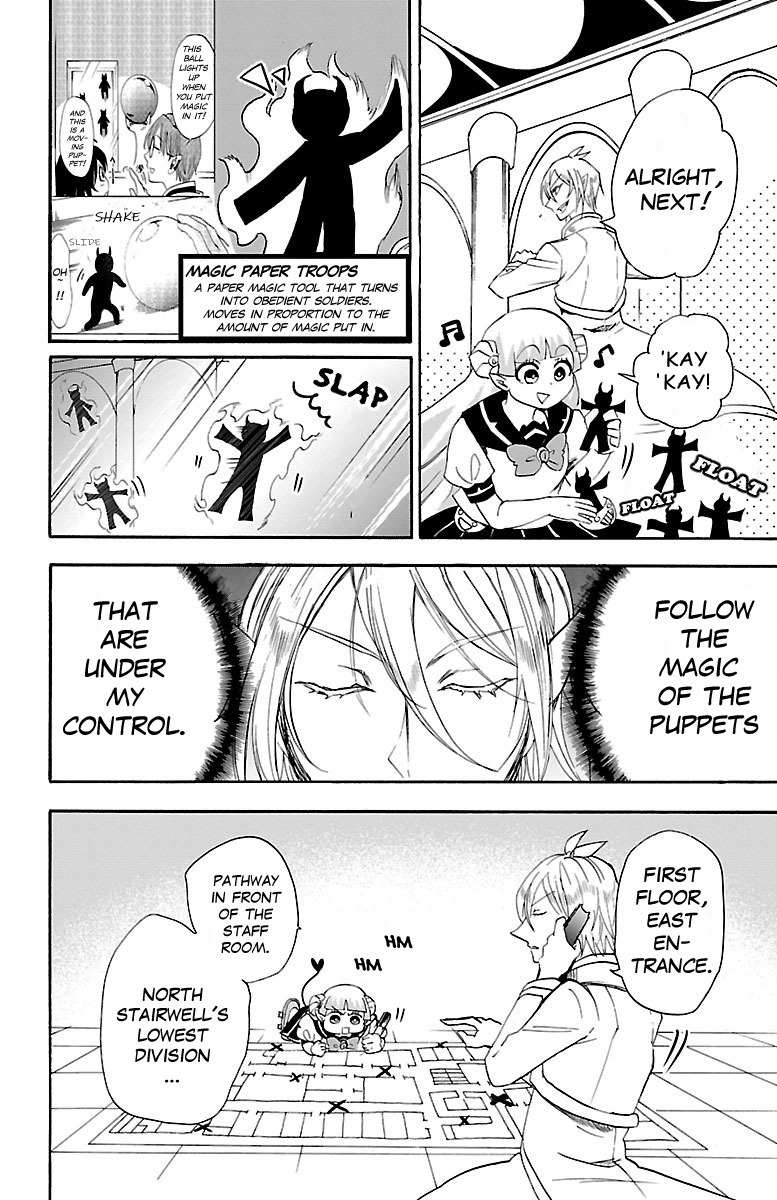 ALRIGHT,
NEXT!
'KAY
'KAY!
FLOAT
FLOAT
THIS
BALL
LIGHTS
UP
WHEN
YOU PUT
MAGIC
IN IT!
AND
THIS
IS A
MOV-
ING
PUP-
PET!
SHAKE
SLIDE
OH~
!!
MAGIC PAPER TROOPS
A PAPER MAGIC TOOL THAT TURNS
INTO OBEDIENT SOLDIERS.
MOVES IN PROPORTION TO THE
AMOUNT OF MAGIC PUT IN.
SLAP
FOLLOW
THE
MAGIC
OF THE
PUPPETS
THAT
ARE
UNDER
MY
CONTROL.
FIRST
FLOOR,
EAST
EN-
TRANCE.
HM
HM
PATHWAY
IN FRONT
OF THE
STAFF
ROOM.
NORTH
STAIRWELL'S
LOWEST
DIVISION
...